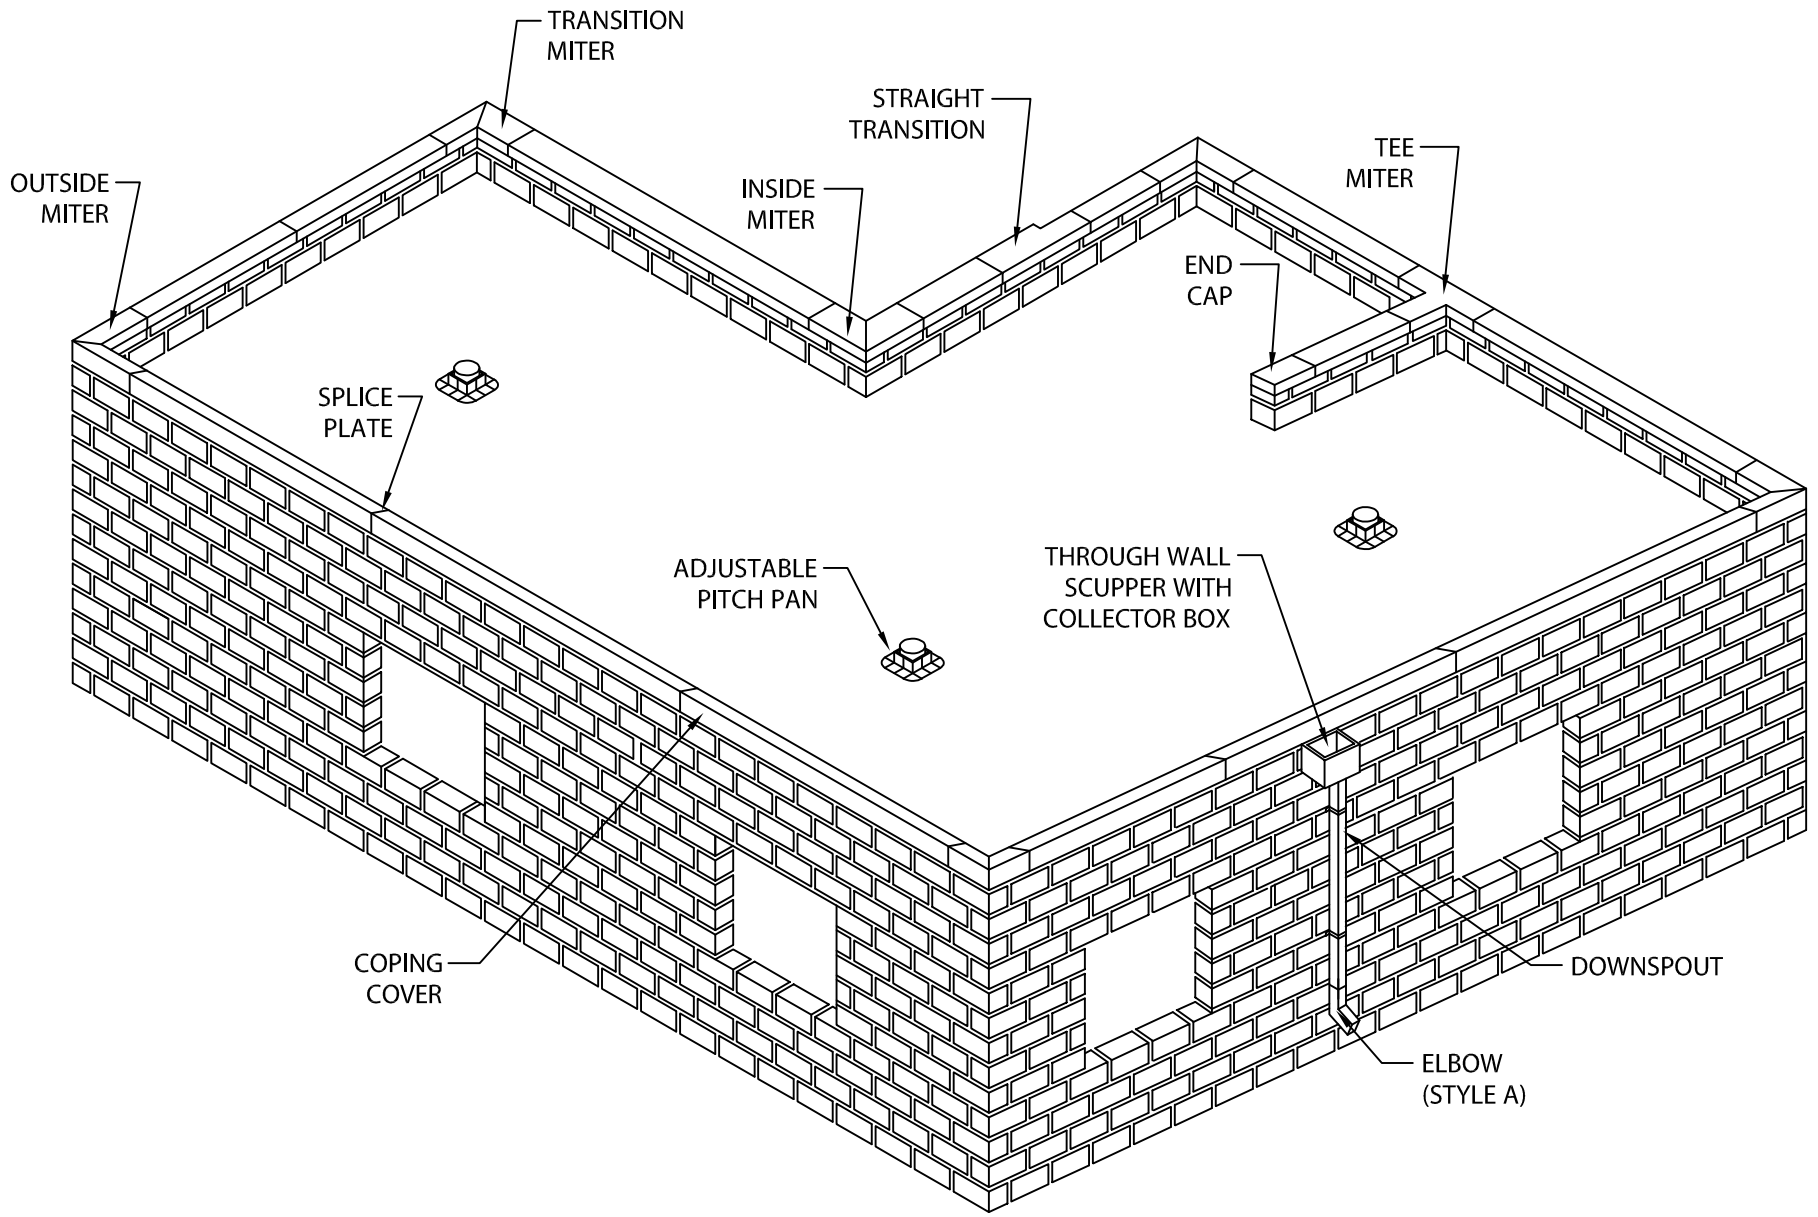 TRANSITION
MITER
STRAIGHT
TRANSITION
TEE
MITER
OUTSIDE
MITER
INSIDE
MITER
END
CAP
SPLICE
PLATE
ADJUSTABLE
PITCH PAN
THROUGH WALL
SCUPPER WITH
COLLECTOR BOX
COPING
COVER
DOWNSPOUT
ELBOW
(STYLE A)